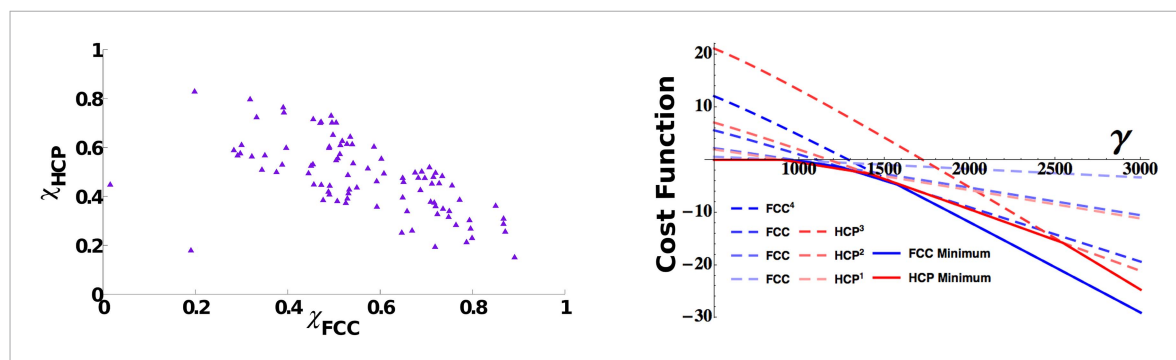 1
0.8
0.6
0.4
0.2
0
χHCP
0
0.2
0.4
0.6
0.8
1
χFCC
Cost Function
20
10
−10
−20
−30
1000
1500
2000
2500
3000
γ
FCC⁴
FCC
FCC
FCC
HCP³
HCP²
HCP¹
FCC Minimum
HCP Minimum